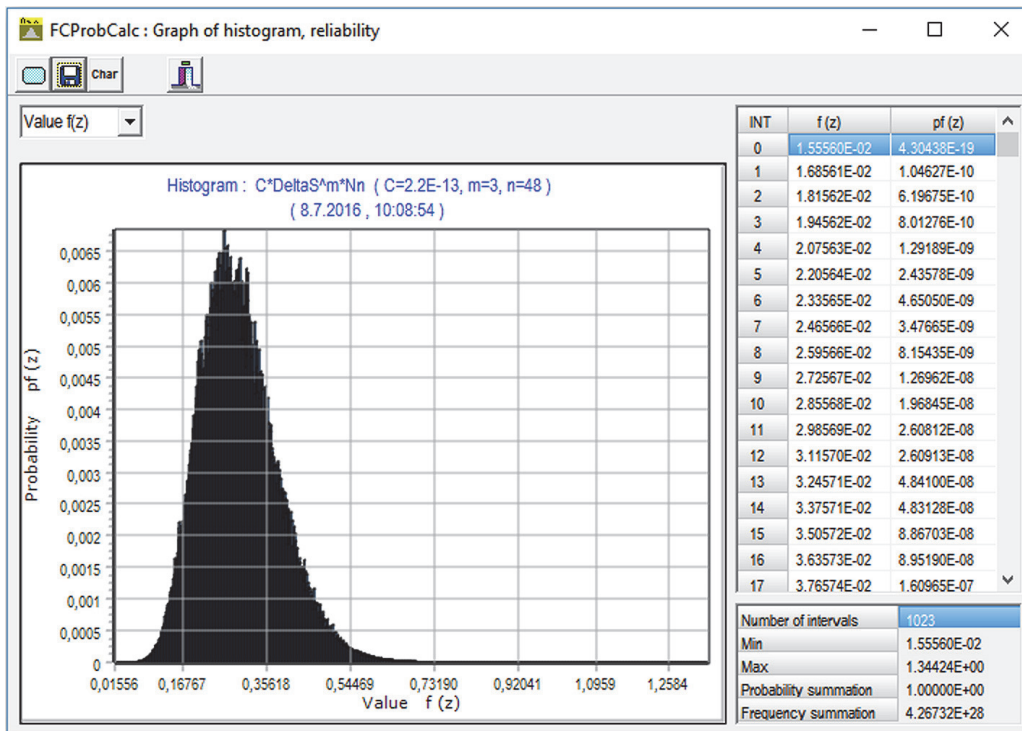 FCProbCalc : Graph of histogram, reliability
Char
Value f(z)
Histogram : C*DeltaS^m*Nn ( C=2.2E-13, m=3, n=48 )
( 8.7.2016 , 10:08:54 )
Probability pf (z)
0,0065
0,006
0,0055
0,005
0,0045
0,004
0,0035
0,003
0,0025
0,002
0,0015
0,001
0,0005
0
0,01556 0,16767 0,35618 0,54469 0,73190 0,92041 1,0959 1,2584
Value f (z)
INT f (z) pf (z)
0 1.55560E-02 4.30438E-19
1 1.68561E-02 1.04627E-10
2 1.81562E-02 6.19675E-10
3 1.94562E-02 8.01276E-10
4 2.07563E-02 1.29189E-09
5 2.20564E-02 2.43578E-09
6 2.33565E-02 4.65050E-09
7 2.46566E-02 3.47665E-09
8 2.59566E-02 8.15435E-09
9 2.72567E-02 1.26962E-08
10 2.85568E-02 1.96845E-08
11 2.98569E-02 2.60812E-08
12 3.11570E-02 2.60913E-08
13 3.24571E-02 4.84100E-08
14 3.37571E-02 4.83128E-08
15 3.50572E-02 8.86703E-08
16 3.63573E-02 8.95190E-08
17 3.76574E-02 1.60965E-07
Number of intervals 1023
Min 1.55560E-02
Max 1.34424E+00
Probability summation 1.00000E+00
Frequency summation 4.26732E+28